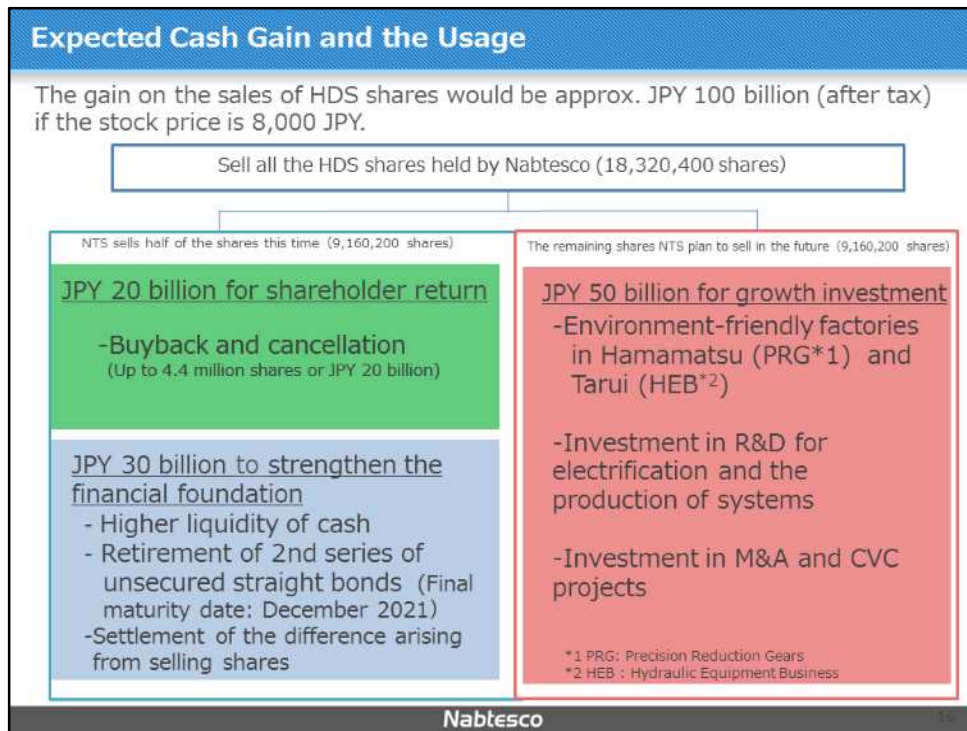 Expected Cash Gain and the Usage
The gain on the sales of HDS shares would be approx. JPY 100 billion (after tax)
if the stock price is 8,000 JPY.
Sell all the HDS shares held by Nabtesco (18,320,400 shares)
NTS sells half of the shares this time (9,160,200 shares)
JPY 20 billion for shareholder return
-Buyback and cancellation
(Up to 4.4 million shares or JPY 20 billion)
JPY 30 billion to strengthen the
financial foundation
- Higher liquidity of cash
- Retirement of 2nd series of
unsecured straight bonds (Final
maturity date: December 2021)
-Settlement of the difference arising
from selling shares
The remaining shares NTS plan to sell in the future (9,160,200 shares)
JPY 50 billion for growth investment
-Environment-friendly factories
in Hamamatsu (PRG*1) and
Tarui (HEB*2)
-Investment in R&D for
electrification and the
production of systems
-Investment in M&A and CVC
projects
*1 PRG: Precision Reduction Gears
*2 HEB : Hydraulic Equipment Business
Nabtesco
16